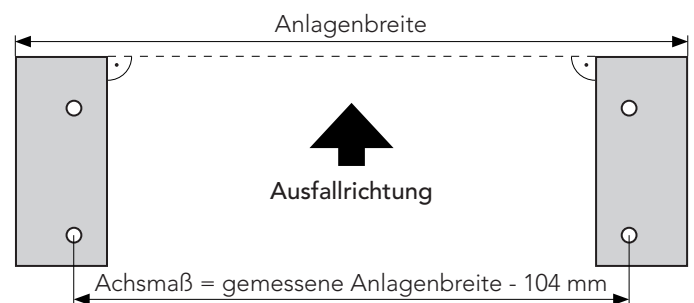 Anlagenbreite
Ausfallrichtung
Achsmaß = gemessene Anlagenbreite - 104 mm